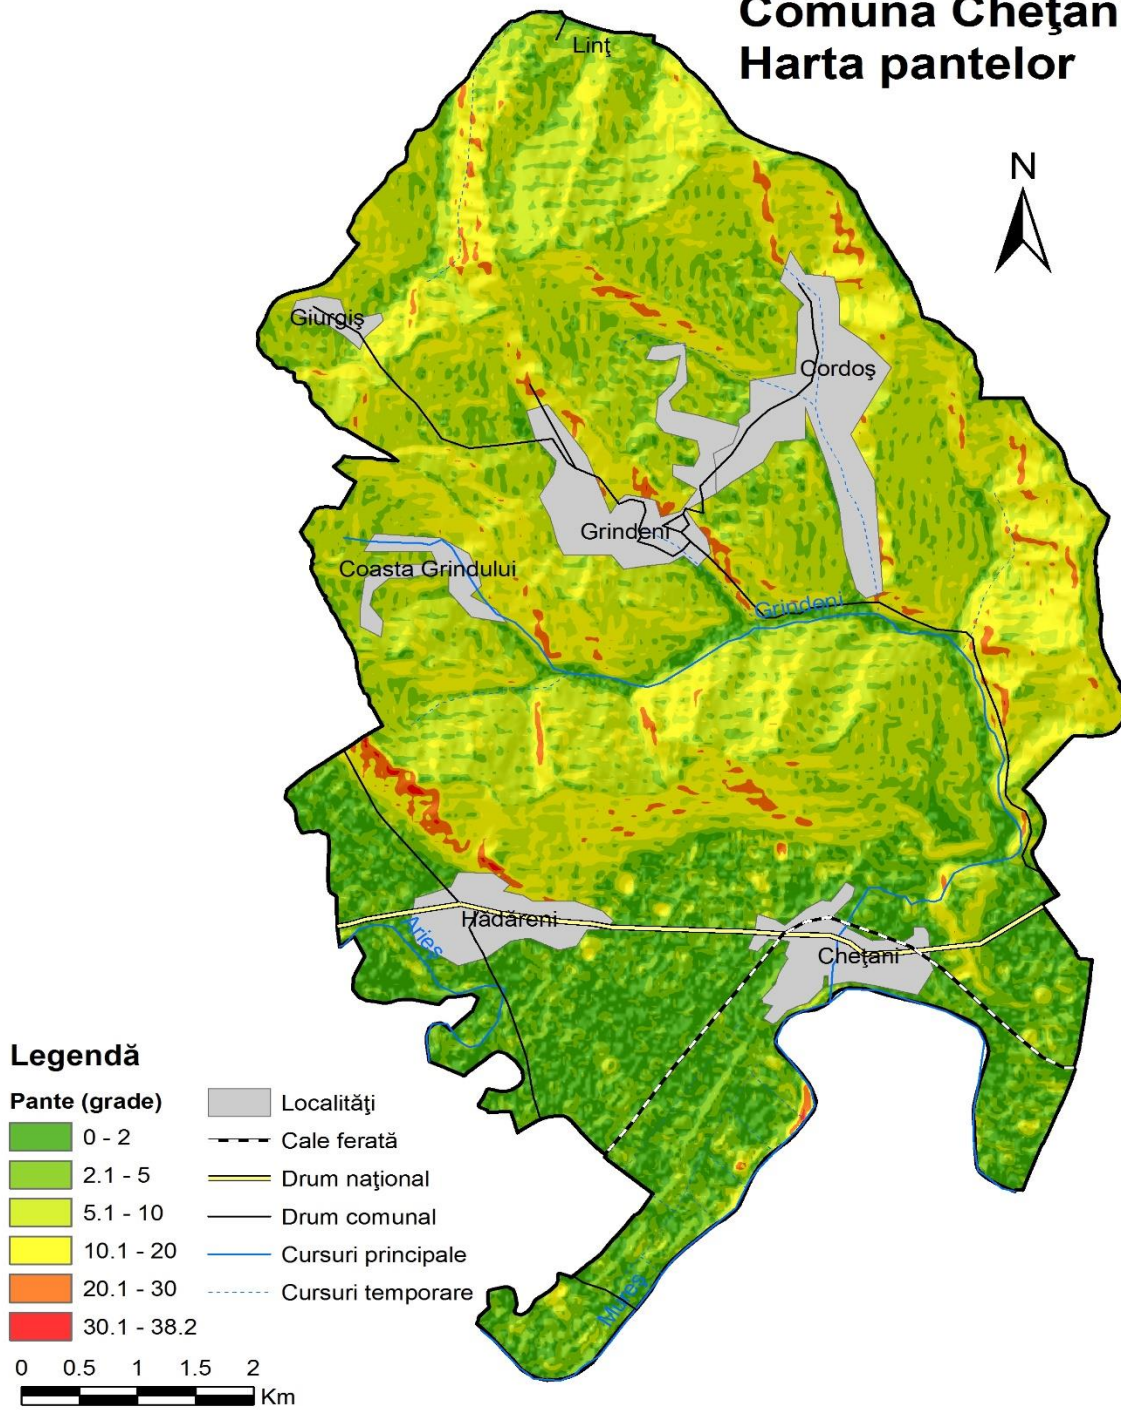 Comuna Cheţan
Harta pantelor
N
Linţ
Giurgiş
Cordoş
Grindeni
Coasta Grindului
Grindeni
Hădăreni
Arieş
Cheţani
Mureş
Legendă
Pante (grade)
0 - 2
2.1 - 5
5.1 - 10
10.1 - 20
20.1 - 30
30.1 - 38.2
Localităţi
Cale ferată
Drum naţional
Drum comunal
Cursuri principale
Cursuri temporare
0 0.5 1 1.5 2
Km